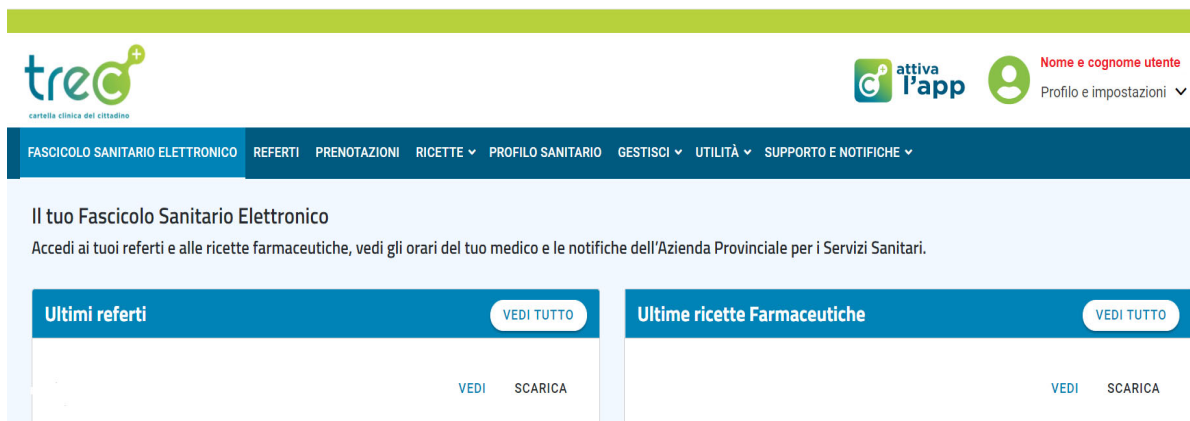 trec+
cartella clinica del cittadino
attiva
l'app
Nome e cognome utente
Profilo e impostazioni
FASCICOLO SANITARIO ELETTRONICO REFERTI PRENOTAZIONI RICETTE PROFILO SANITARIO GESTISCI UTILITÀ SUPPORTO E NOTIFICHE
Il tuo Fascicolo Sanitario Elettronico
Accedi ai tuoi referti e alle ricette farmaceutiche, vedi gli orari del tuo medico e le notifiche dell'Azienda Provinciale per i Servizi Sanitari.
Ultimi referti VEDI TUTTO
VEDI SCARICA
Ultime ricette Farmaceutiche VEDI TUTTO
VEDI SCARICA